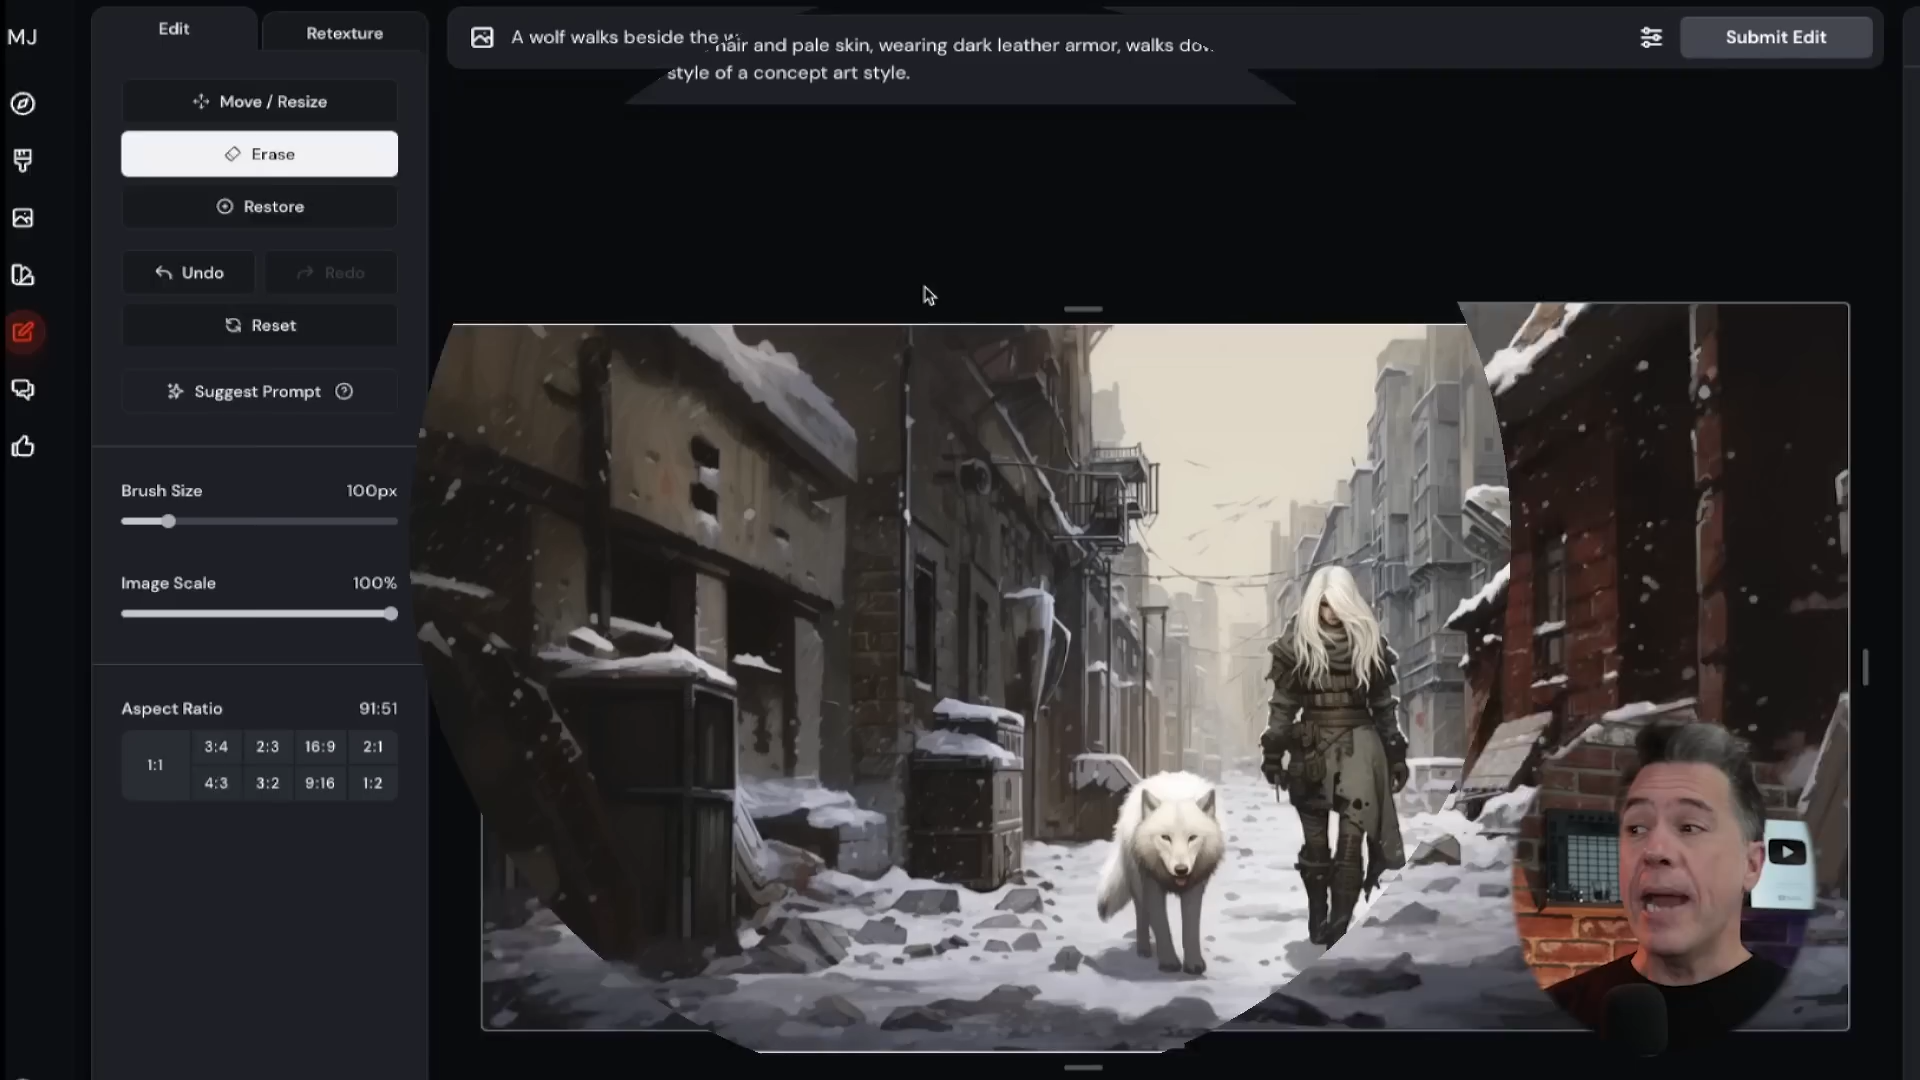 MJ
Edit
Retexture
A wolf walks beside the
hair and pale skin, wearing dark leather armor, walks
style of a concept art style.
Submit Edit
Move / Resize
Erase
Restore
Undo
Redo
Reset
Suggest Prompt
Brush Size 100px
Image Scale 100%
Aspect Ratio 91:51
1:1
3:4 2:3 16:9 2:1
4:3 3:2 9:16 1:2